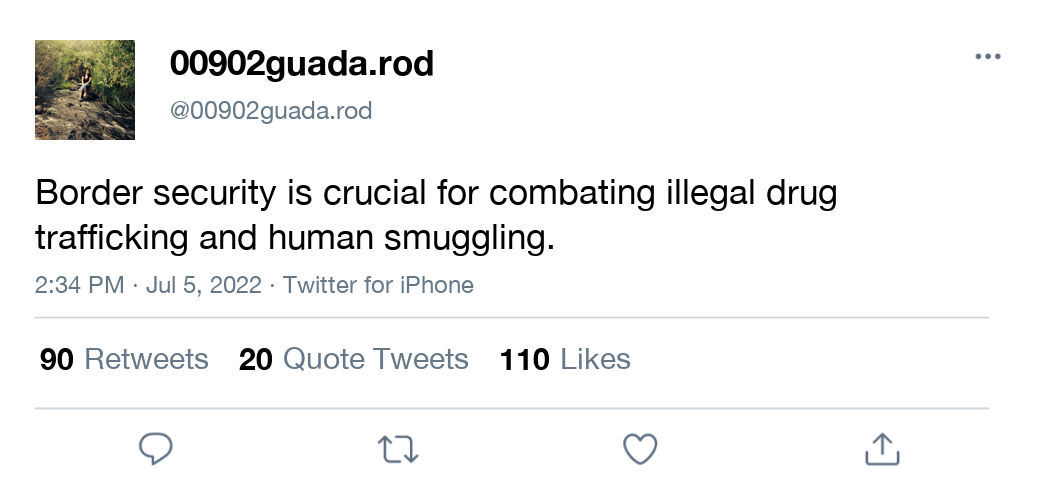 00902guada.rod
@00902guada.rod
Border security is crucial for combating illegal drug
trafficking and human smuggling.
2:34 PM · Jul 5, 2022 · Twitter for iPhone
90 Retweets 20 Quote Tweets 110 Likes